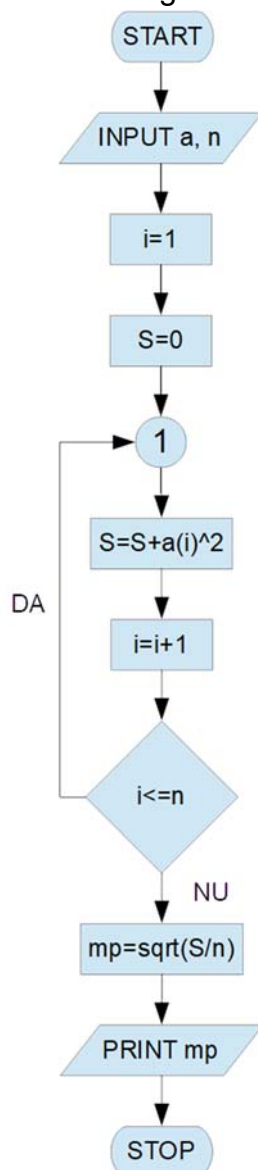 START
INPUT a, n
i=1
S=0
1
S=S+a(i)^2
DA
i=i+1
i<=n
NU
mp=sqrt(S/n)
PRINT mp
STOP